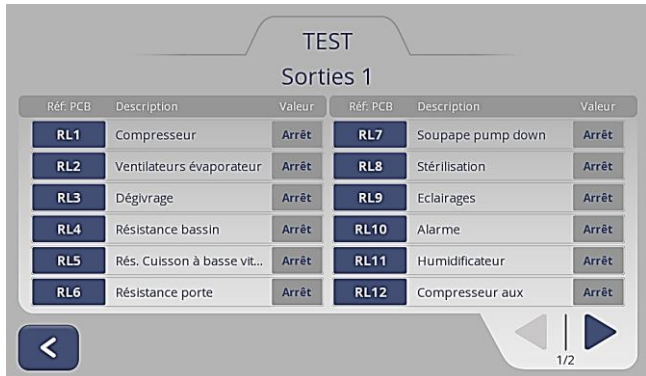 TEST
Sorties 1
Réf: PCB Description Valeur Réf: PCB Description Valeur
RL1 Compresseur Arrêt RL7 Soupape pump down Arrêt
RL2 Ventilateurs évaporateur Arrêt RL8 Stérilisation Arrêt
RL3 Dégivrage Arrêt RL9 Eclairages Arrêt
RL4 Résistance bassin Arrêt RL10 Alarme Arrêt
RL5 Rés. Cuisson à basse vit... Arrêt RL11 Humidificateur Arrêt
RL6 Résistance porte Arrêt RL12 Compresseur aux Arrêt
1/2